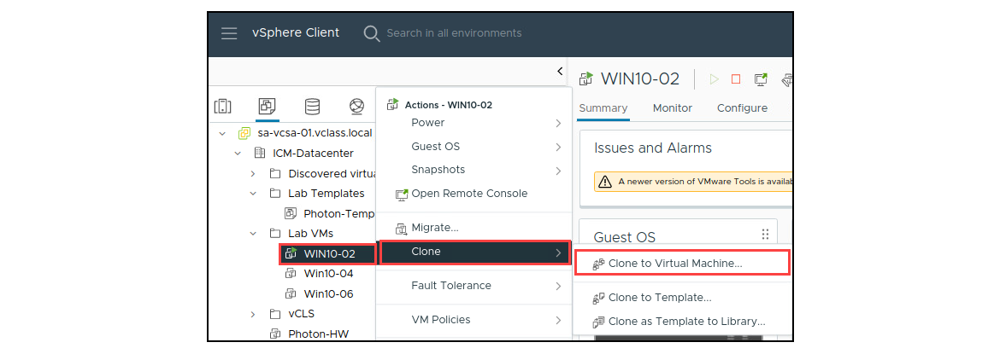 vSphere Client
Search in all environments
sa-vcsa-01.vclass.local
ICM-Datacenter
Discovered virtua
Lab Templates
Photon-Temp
Lab VMs
WIN10-02
Win10-04
Win10-06
vCLS
Photon-HW
Actions - WIN10-02
Power
Guest OS
Snapshots
Open Remote Console
Migrate...
Clone
Fault Tolerance
VM Policies
WIN10-02
Summary Monitor Configure
Issues and Alarms
A newer version of VMware Tools is availab
Guest OS
Clone to Virtual Machine...
Clone to Template...
Clone as Template to Library...